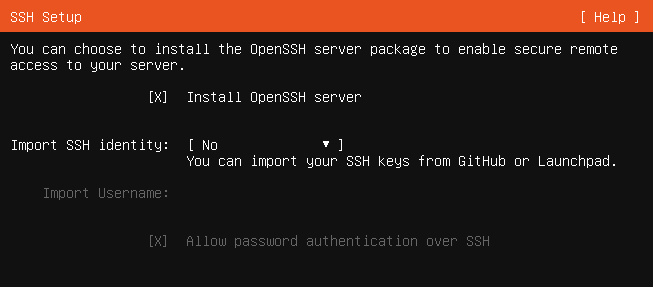 SSH Setup [ Help ]
You can choose to install the OpenSSH server package to enable secure remote
access to your server.
[X] Install OpenSSH server
Import SSH identity: [ No ▼ ]
You can import your SSH keys from GitHub or Launchpad.
Import Username:
[X] Allow password authentication over SSH